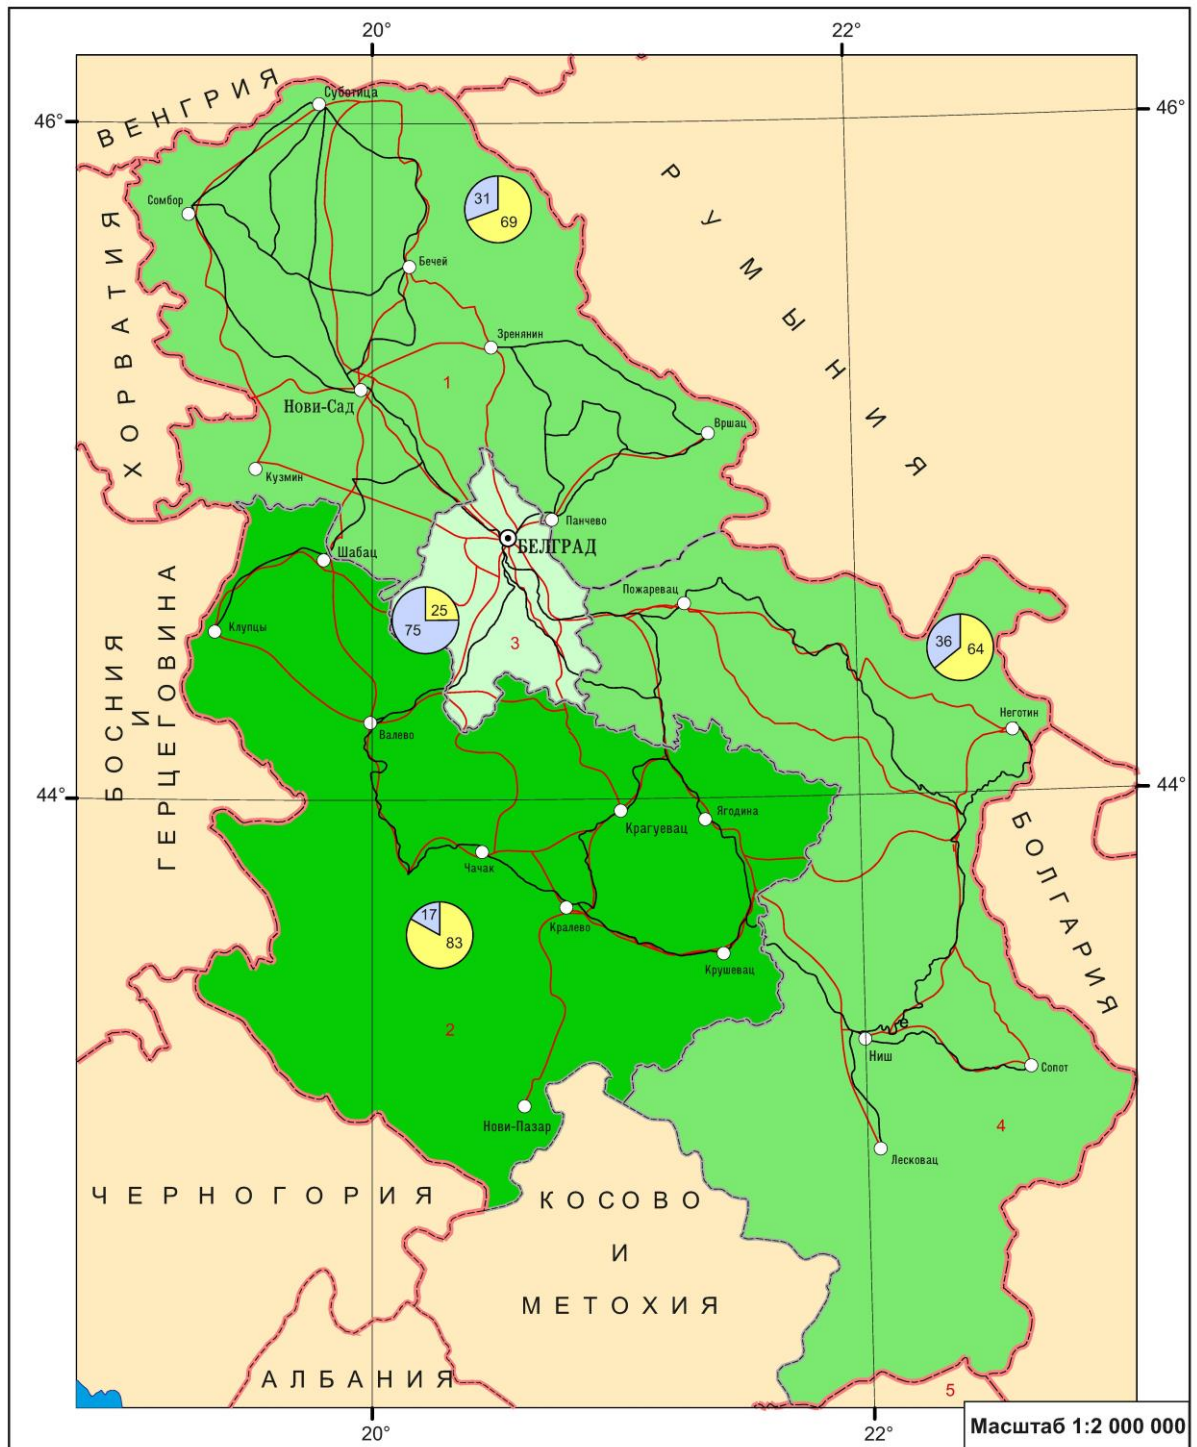 20°
22°
46°
46°
ВЕНГРИЯ
Суботица
РУМЫНИЯ
Сомбор
31
69
ХОРВАТИЯ
Бечей
Зренянин
1
Нови-Сад
Вршац
Кузмин
Панчево
БЕЛГРАД
Шабац
Пожаревац
25
75
3
36
64
Клупцы
БОСНИЯ
И
ГЕРЦЕГОВИНА
Валево
Неготин
44°
44°
Крагуевац
Ягодина
БОЛГАРИЯ
Чачак
17
83
Кралево
Крушевац
2
е
Ниш
Сопот
Нови-Пазар
4
Лесковац
ЧЕРНОГОРИЯ
КОСОВО
И
МЕТОХИЯ
АЛБАНИЯ
5
20°
22°
Масштаб 1:2 000 000